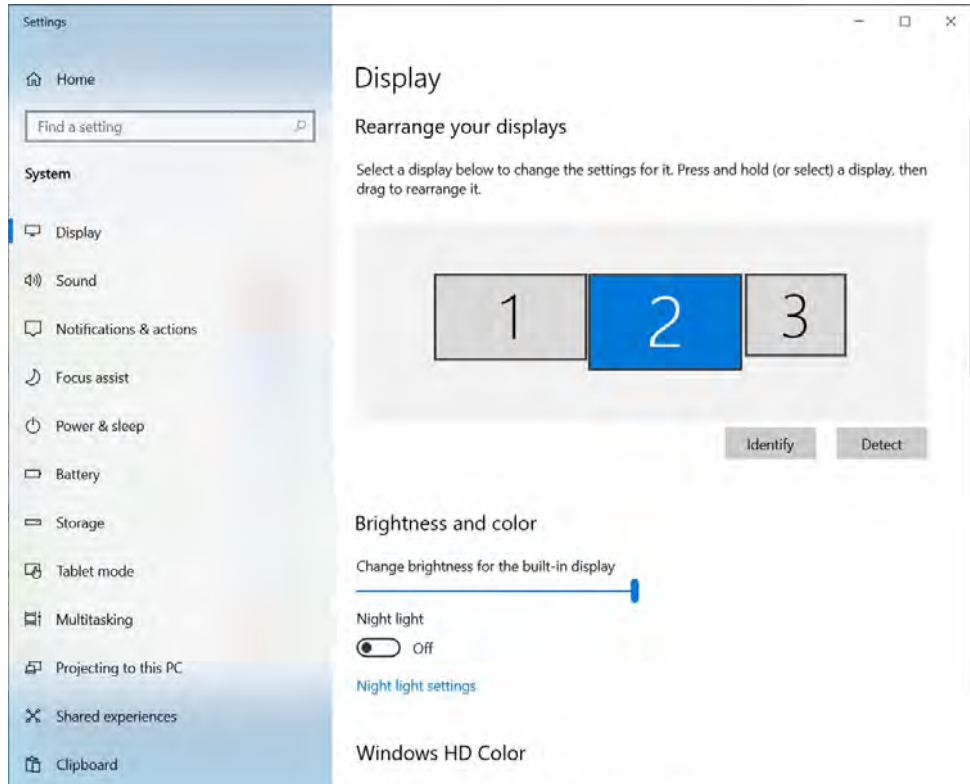 Settings
Home
Find a setting
System
Display
Sound
Notifications & actions
Focus assist
Power & sleep
Battery
Storage
Tablet mode
Multitasking
Projecting to this PC
Shared experiences
Clipboard
Display
Rearrange your displays
Select a display below to change the settings for it. Press and hold (or select) a display, then
drag to rearrange it.
1
2
3
Identify
Detect
Brightness and color
Change brightness for the built-in display
Night light
Off
Night light settings
Windows HD Color